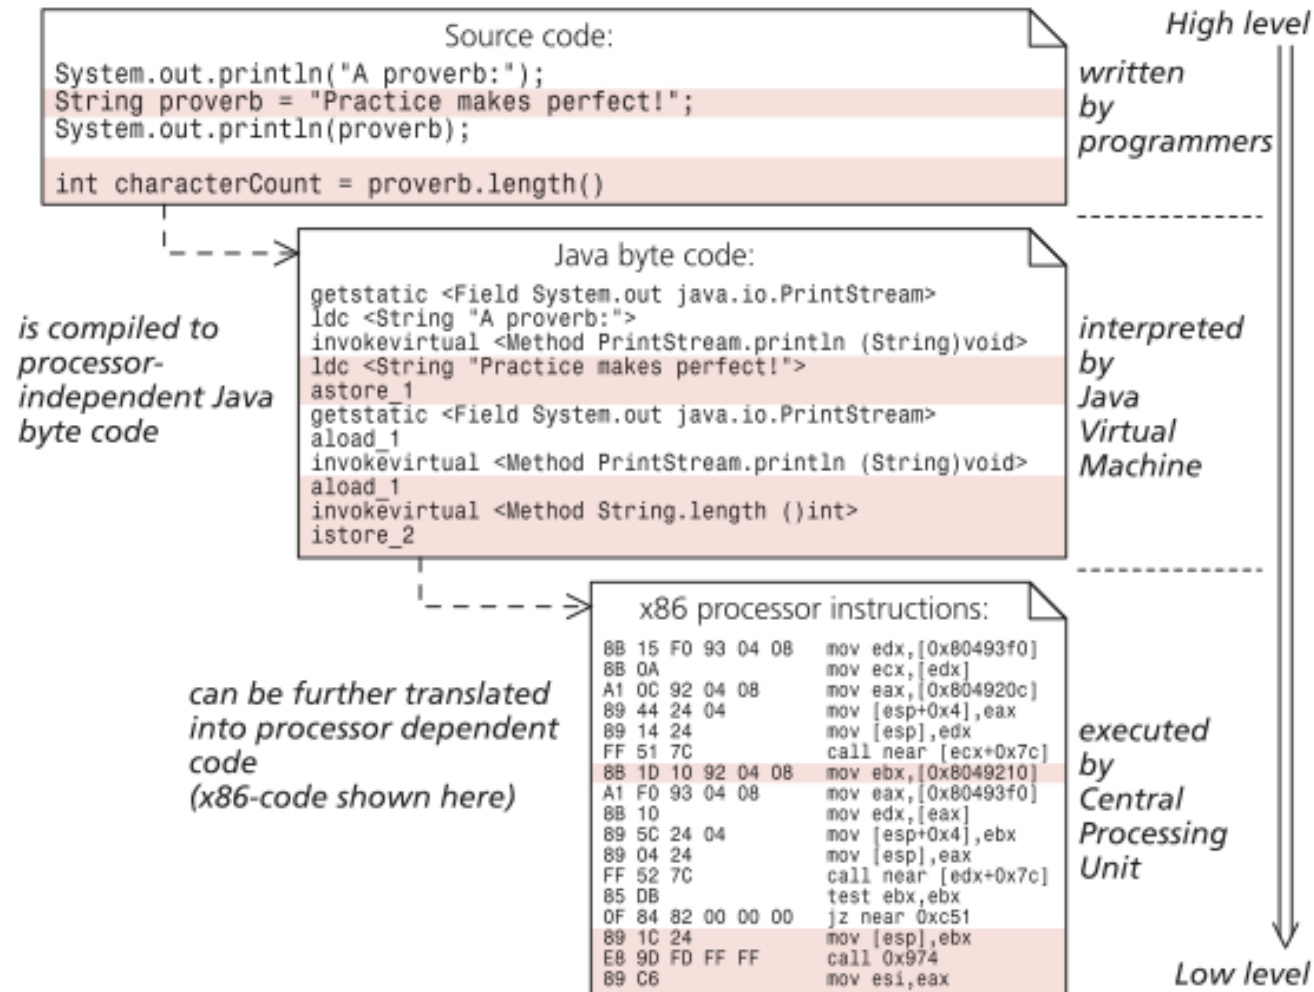 High level
Source code:
System.out.println("A proverb:");
String proverb = "Practice makes perfect!";
System.out.println(proverb);
int characterCount = proverb.length()
written
by
programmers
is compiled to
processor-
independent Java
byte code
Java byte code:
getstatic <Field System.out java.io.PrintStream>
ldc <String "A proverb:">
invokevirtual <Method PrintStream.println (String)void>
ldc <String "Practice makes perfect!">
astore_1
getstatic <Field System.out java.io.PrintStream>
aload_1
invokevirtual <Method PrintStream.println (String)void>
aload_1
invokevirtual <Method String.length ()int>
istore_2
interpreted
by
Java
Virtual
Machine
can be further translated
into processor dependent
code
(x86-code shown here)
x86 processor instructions:
8B 15 F0 93 04 08 mov edx,[0x80493f0]
8B 0A mov ecx,[edx]
A1 0C 92 04 08 mov eax,[0x804920c]
89 44 24 04 mov [esp+0x4],eax
89 14 24 mov [esp],edx
FF 51 7C call near [ecx+0x7c]
8B 1D 10 92 04 08 mov ebx,[0x8049210]
A1 F0 93 04 08 mov eax,[0x80493f0]
8B 10 mov edx,[eax]
89 5C 24 04 mov [esp+0x4],ebx
89 04 24 mov [esp],eax
FF 52 7C call near [edx+0x7c]
85 DB test ebx,ebx
0F 84 82 00 00 00 jz near 0xc51
89 1C 24 mov [esp],ebx
E8 9D FD FF FF call 0x974
89 C6 mov esi,eax
executed
by
Central
Processing
Unit
Low level